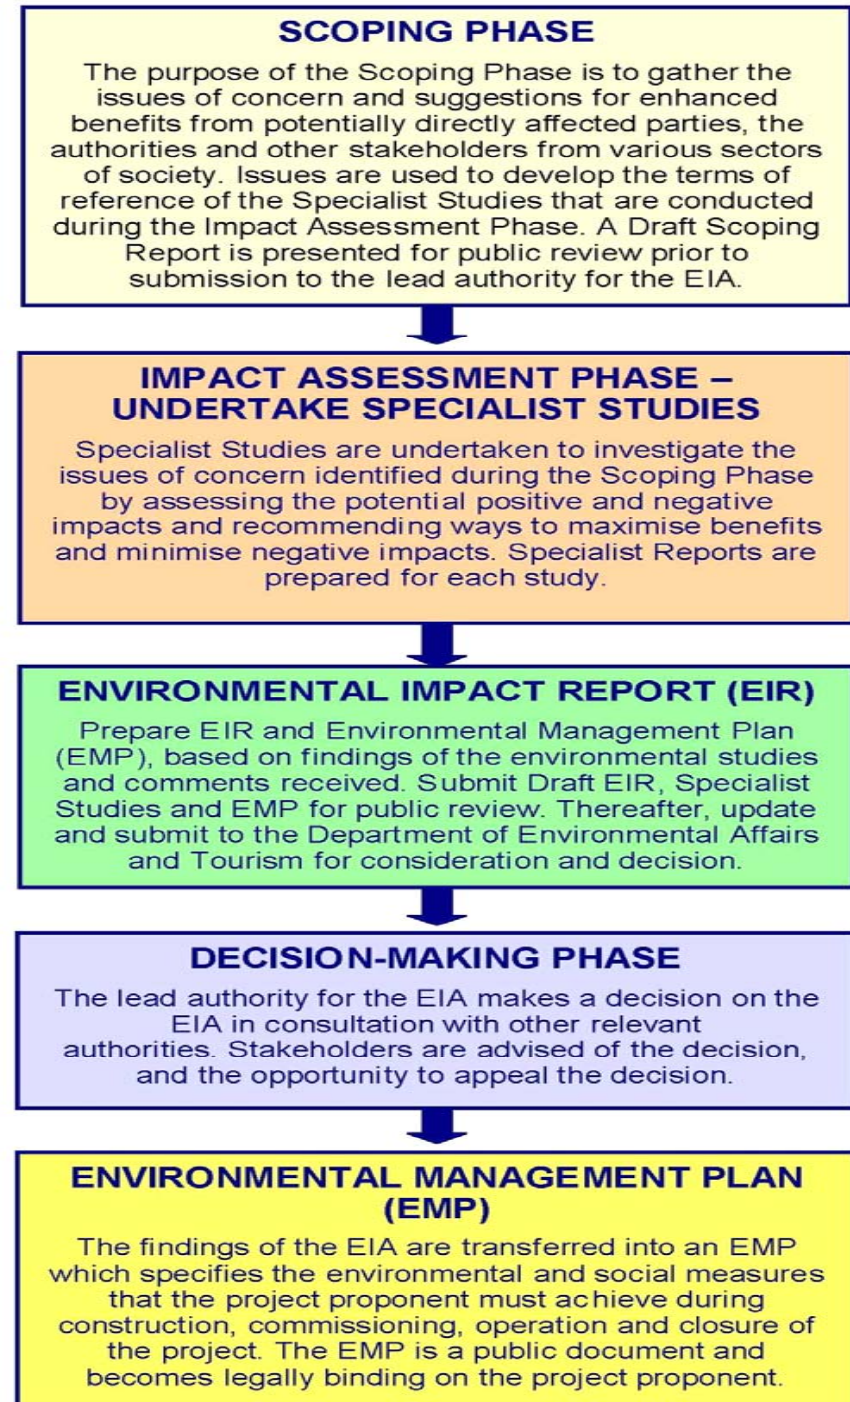 SCOPING PHASE
The purpose of the Scoping Phase is to gather the
issues of concern and suggestions for enhanced
benefits from potentially directly affected parties, the
authorities and other stakeholders from various sectors
of society. Issues are used to develop the terms of
reference of the Specialist Studies that are conducted
during the Impact Assessment Phase. A Draft Scoping
Report is presented for public review prior to
submission to the lead authority for the EIA.
IMPACT ASSESSMENT PHASE –
UNDERTAKE SPECIALIST STUDIES
Specialist Studies are undertaken to investigate the
issues of concern identified during the Scoping Phase
by assessing the potential positive and negative
impacts and recommending ways to maximise benefits
and minimise negative impacts. Specialist Reports are
prepared for each study.
ENVIRONMENTAL IMPACT REPORT (EIR)
Prepare EIR and Environmental Management Plan
(EMP), based on findings of the environmental studies
and comments received. Submit Draft EIR, Specialist
Studies and EMP for public review. Thereafter, update
and submit to the Department of Environmental Affairs
and Tourism for consideration and decision.
DECISION-MAKING PHASE
The lead authority for the EIA makes a decision on the
EIA in consultation with other relevant
authorities. Stakeholders are advised of the decision,
and the opportunity to appeal the decision.
ENVIRONMENTAL MANAGEMENT PLAN
(EMP)
The findings of the EIA are transferred into an EMP
which specifies the environmental and social measures
that the project proponent must achieve during
construction, commissioning, operation and closure of
the project. The EMP is a public document and
becomes legally binding on the project proponent.